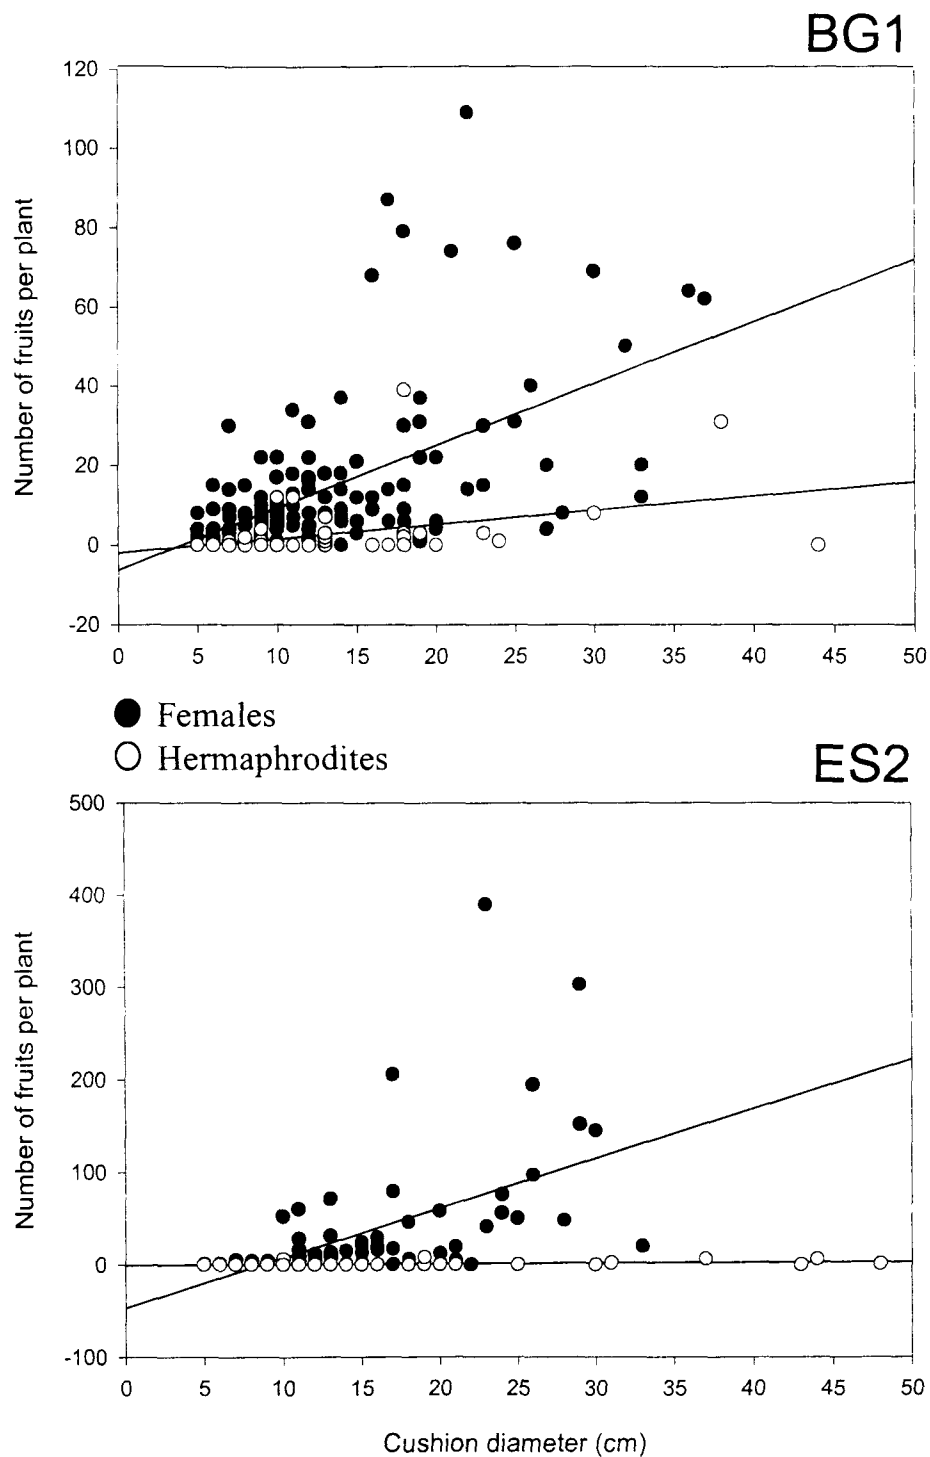 BG1
Number of fruits per plant
120
100
80
60
40
20
0
-20
0 5 10 15 20 25 30 35 40 45 50
Females
Hermaphrodites
ES2
Number of fruits per plant
500
400
300
200
100
0
-100
0 5 10 15 20 25 30 35 40 45 50
Cushion diameter (cm)